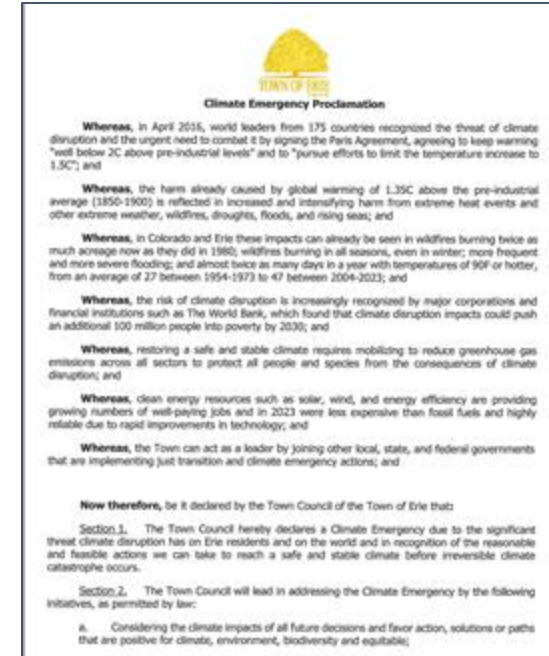 TOWN OF ERIE
Climate Emergency Proclamation
Whereas, in April 2016, world leaders from 175 countries recognized the threat of climate
disruption and the urgent need to combat it by signing the Paris Agreement, agreeing to keep warming
"well below 2C above pre-industrial levels" and to "pursue efforts to limit the temperature increase to
1.5C"; and
Whereas, the harm already caused by global warming of 1.35C above the pre-industrial
average (1850-1900) is reflected in increased and intensifying harm from extreme heat events and
other extreme weather, wildfires, droughts, floods, and rising seas; and
Whereas, in Colorado and Erie these impacts can already be seen in wildfires burning twice as
much acreage now as they did in 1980; wildfires burning in all seasons, even in winter; more frequent
and more severe flooding; and almost twice as many days in a year with temperatures of 90F or hotter,
from an average of 27 between 1954-1973 to 47 between 2004-2023; and
Whereas, the risk of climate disruption is increasingly recognized by major corporations and
financial institutions such as The World Bank, which found that climate disruption impacts could push
an additional 100 million people into poverty by 2030; and
Whereas, restoring a safe and stable climate requires mobilizing to reduce greenhouse gas
emissions across all sectors to protect all people and species from the consequences of climate
disruption; and
Whereas, clean energy resources such as solar, wind, and energy efficiency are providing
growing numbers of well-paying jobs and in 2023 were less expensive than fossil fuels and highly
reliable due to rapid improvements in technology; and
Whereas, the Town can act as a leader by joining other local, state, and federal governments
that are implementing just transition and climate emergency actions; and
Now therefore, be it declared by the Town Council of the Town of Erie that:
Section 1. The Town Council hereby declares a Climate Emergency due to the significant
threat climate disruption has on Erie residents and on the world and in recognition of the reasonable
and feasible actions we can take to reach a safe and stable climate before irreversible climate
catastrophe occurs.
Section 2. The Town Council will lead in addressing the Climate Emergency by the following
initiatives, as permitted by law:
a. Considering the climate impacts of all future decisions and favor action, solutions or paths
that are positive for climate, environment, biodiversity and equitable;